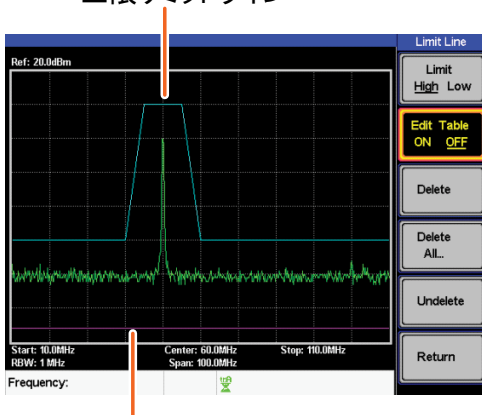 上限リミットライン
Limit Line
Ref: 20.0dBm
Limit
High Low
Edit Table
ON OFF
Delete
Delete
All...
Undelete
Return
Start: 10.0MHz
Center: 60.0MHz
Stop: 110.0MHz
RBW: 1 MHz
Span: 100.0MHz
Frequency: